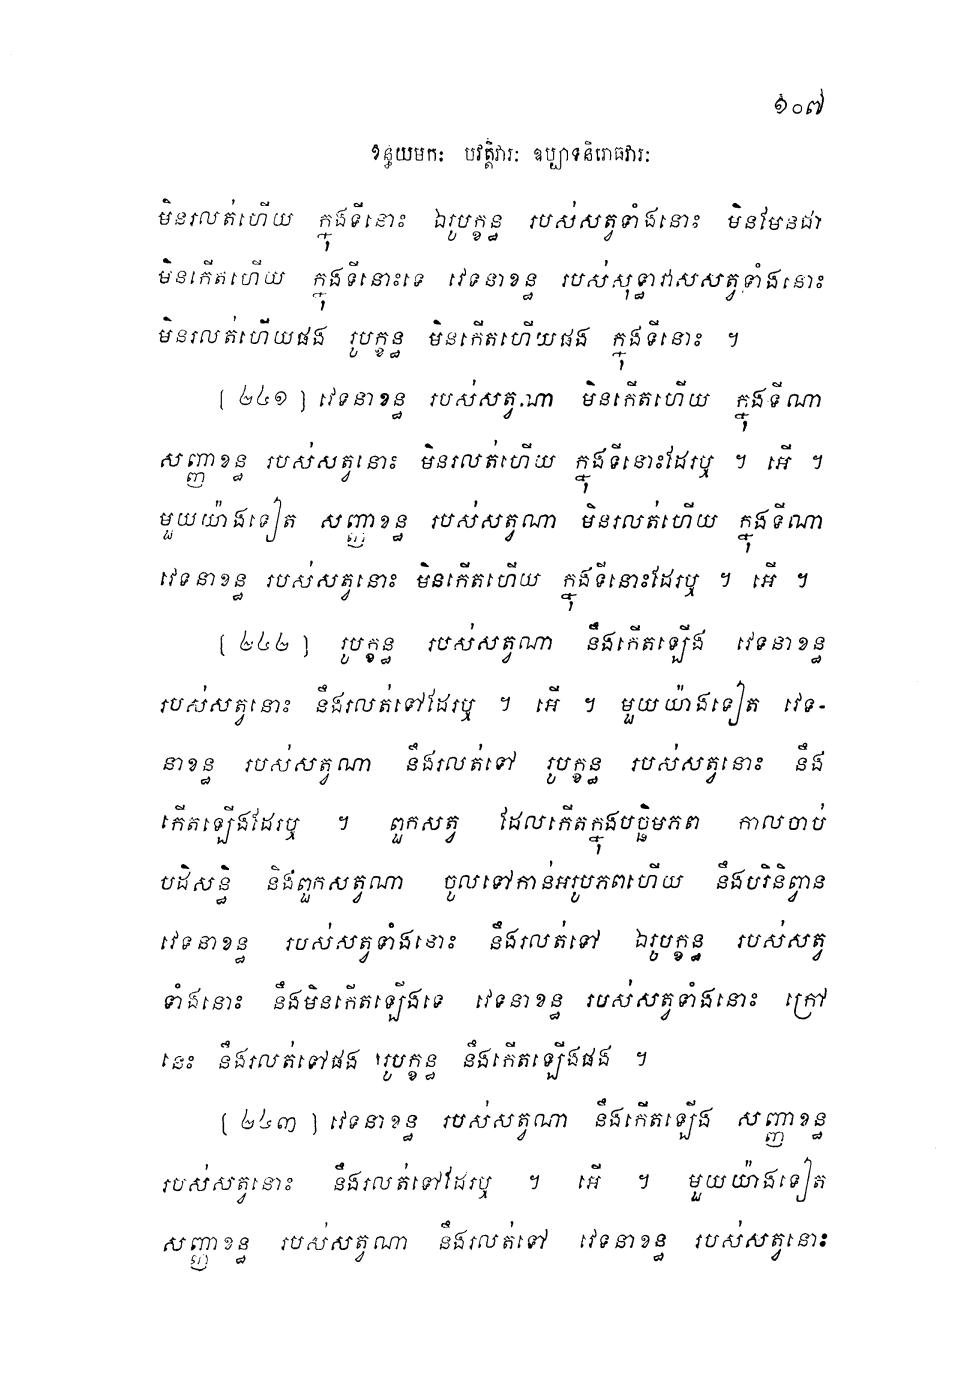 ១០៧
ខន្ធយមកៈ បវត្តិវារៈ ឧប្បាទនិរោធវារៈ
មិនរលត់ហើយ ក្នុងទីនោះ ឯរូបក្ខន្ធ របស់សត្វទាំងនោះ មិនមែនជា
មិនកើតហើយ ក្នុងទីនោះទេ វេទនាខន្ធ របស់សុទ្ធាវាសសត្វទាំងនោះ
មិនរលត់ហើយផង រូបក្ខន្ធ មិនកើតហើយផង ក្នុងទីនោះ ។
(២៤១) វេទនាខន្ធ របស់សត្វណា មិនកើតហើយ ក្នុងទីណា
សញ្ញាខន្ធ របស់សត្វនោះ មិនរលត់ហើយ ក្នុងទីនោះដែរឬ ។ អើ ។
មួយយ៉ាងទៀត សញ្ញាខន្ធ របស់សត្វណា មិនរលត់ហើយ ក្នុងទីណា
វេទនាខន្ធ របស់សត្វនោះ មិនកើតហើយ ក្នុងទីនោះដែរឬ ។ អើ ។
(២៤២) រូបក្ខន្ធ របស់សត្វណា នឹងកើតឡើង វេទនាខន្ធ
របស់សត្វនោះ នឹងរលត់ទៅដែរឬ ។ អើ ។ មួយយ៉ាងទៀត វេទ-
នាខន្ធ របស់សត្វណា នឹងរលត់ទៅ រូបក្ខន្ធ របស់សត្វនោះ នឹង
កើតឡើងដែរឬ ។ ពួកសត្វ ដែលកើតក្នុងបច្ឆិមភព កាលចាប់
បដិសន្ធិ និងពួកសត្វណា ចូលទៅកាន់អរូបភពហើយ នឹងបរិនិព្វាន
វេទនាខន្ធ របស់សត្វទាំងនោះ នឹងរលត់ទៅ ឯរូបក្ខន្ធ របស់សត្វ
ទាំងនោះ នឹងមិនកើតឡើងទេ វេទនាខន្ធ របស់សត្វទាំងនោះ ក្រៅ
នេះ នឹងរលត់ទៅផង រូបក្ខន្ធ នឹងកើតឡើងផង ។
(២៤៣) វេទនាខន្ធ របស់សត្វណា នឹងកើតឡើង សញ្ញាខន្ធ
របស់សត្វនោះ នឹងរលត់ទៅដែរឬ ។ អើ ។ មួយយ៉ាងទៀត
សញ្ញាខន្ធ របស់សត្វណា នឹងរលត់ទៅ វេទនាខន្ធ របស់សត្វនោះ